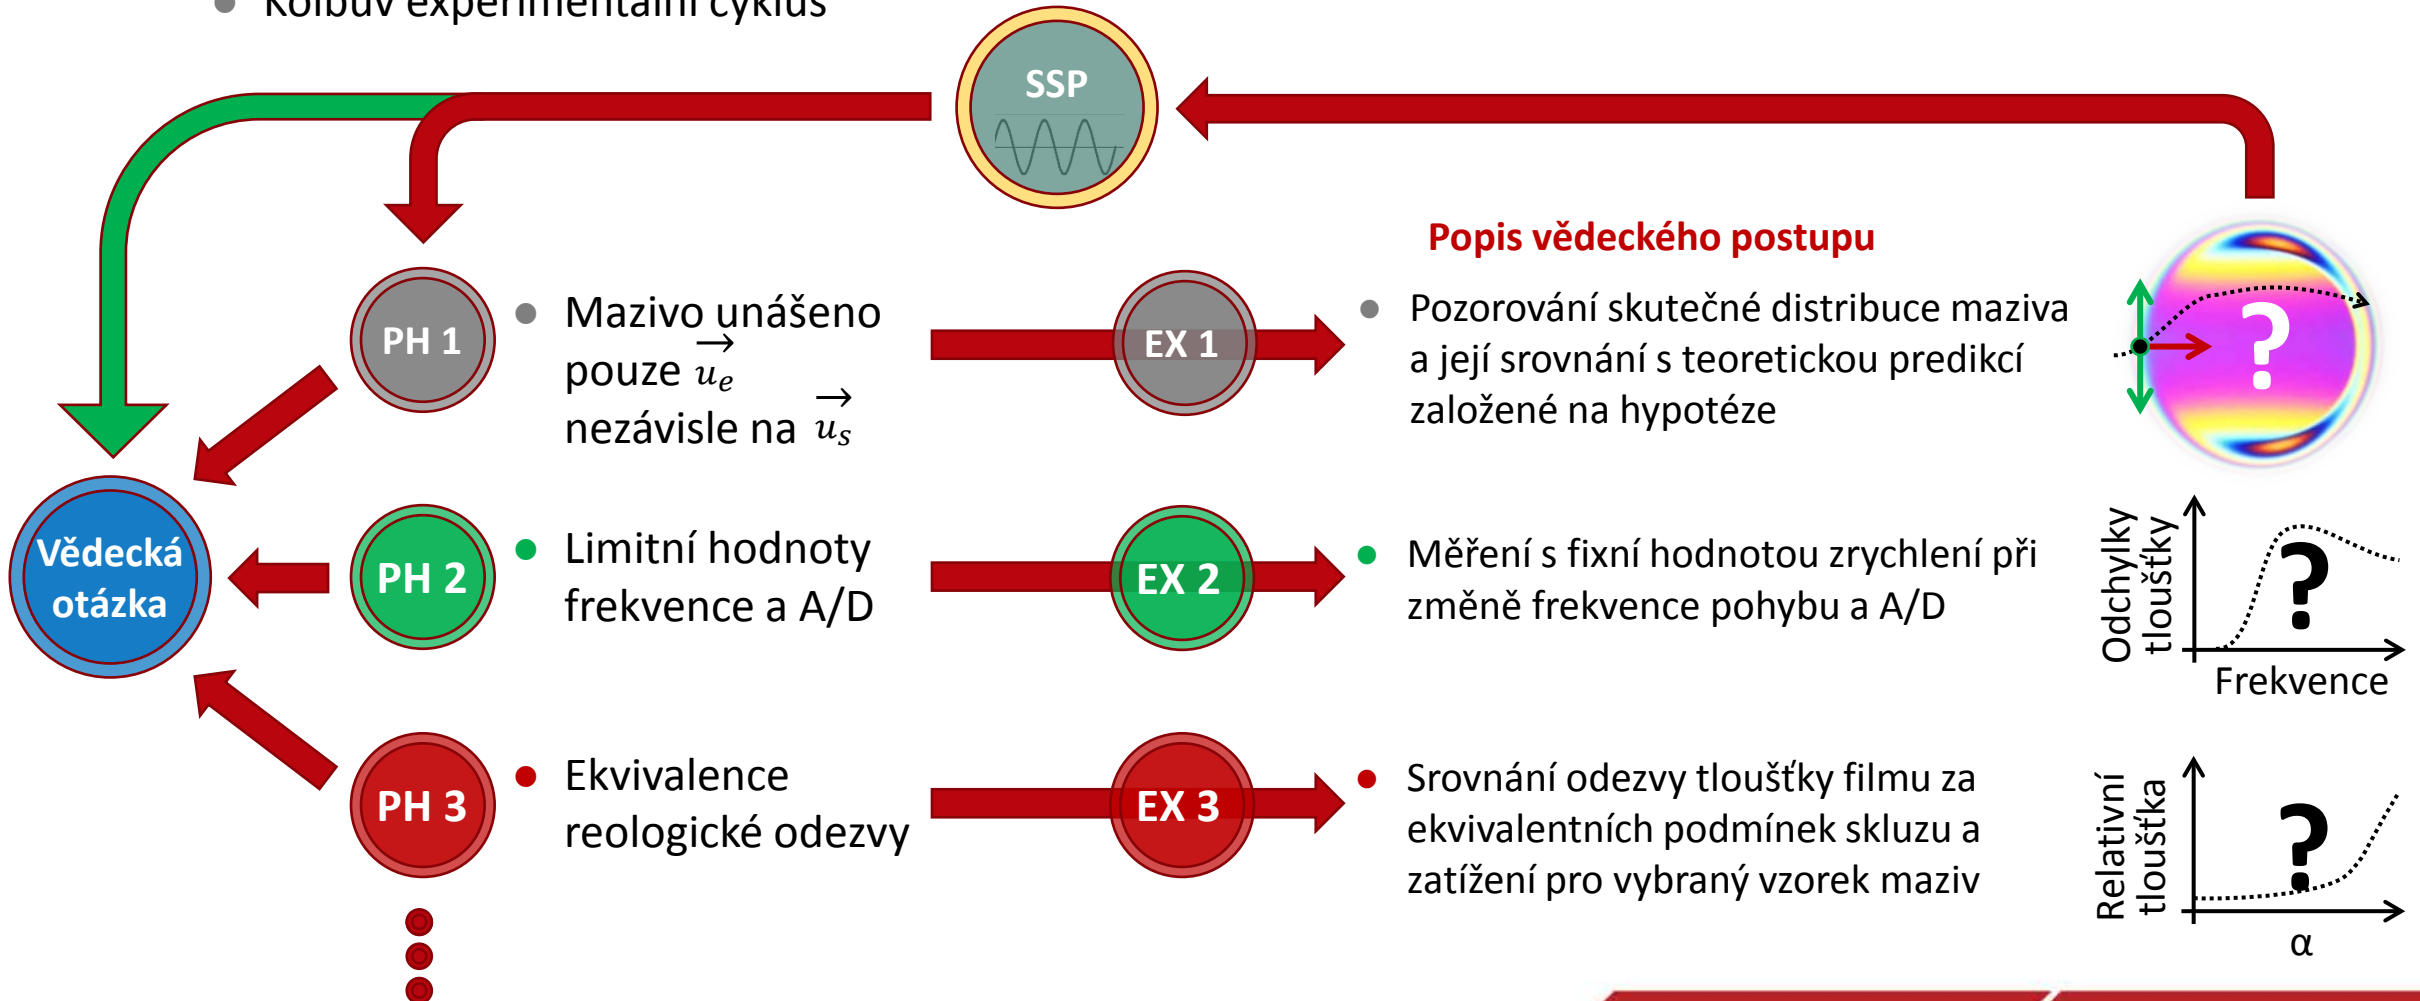 Kolbův experimentální cyklus
SSP
Popis vědeckého postupu
PH 1
Mazivo unášeno
pouze u_e
nezávisle na u_s
EX 1
Pozorování skutečné distribuce maziva
a její srovnání s teoretickou predikcí
založené na hypotéze
?
Vědecká
otázka
PH 2
Limitní hodnoty
frekvence a A/D
EX 2
Měření s fixní hodnotou zrychlení při
změně frekvence pohybu a A/D
Odchylky
tloušťky
?
Frekvence
PH 3
Ekvivalence
reologické odezvy
EX 3
Srovnání odezvy tloušťky filmu za
ekvivalentních podmínek skluzu a
zatížení pro vybraný vzorek maziv
Relativní
tloušťka
?
α